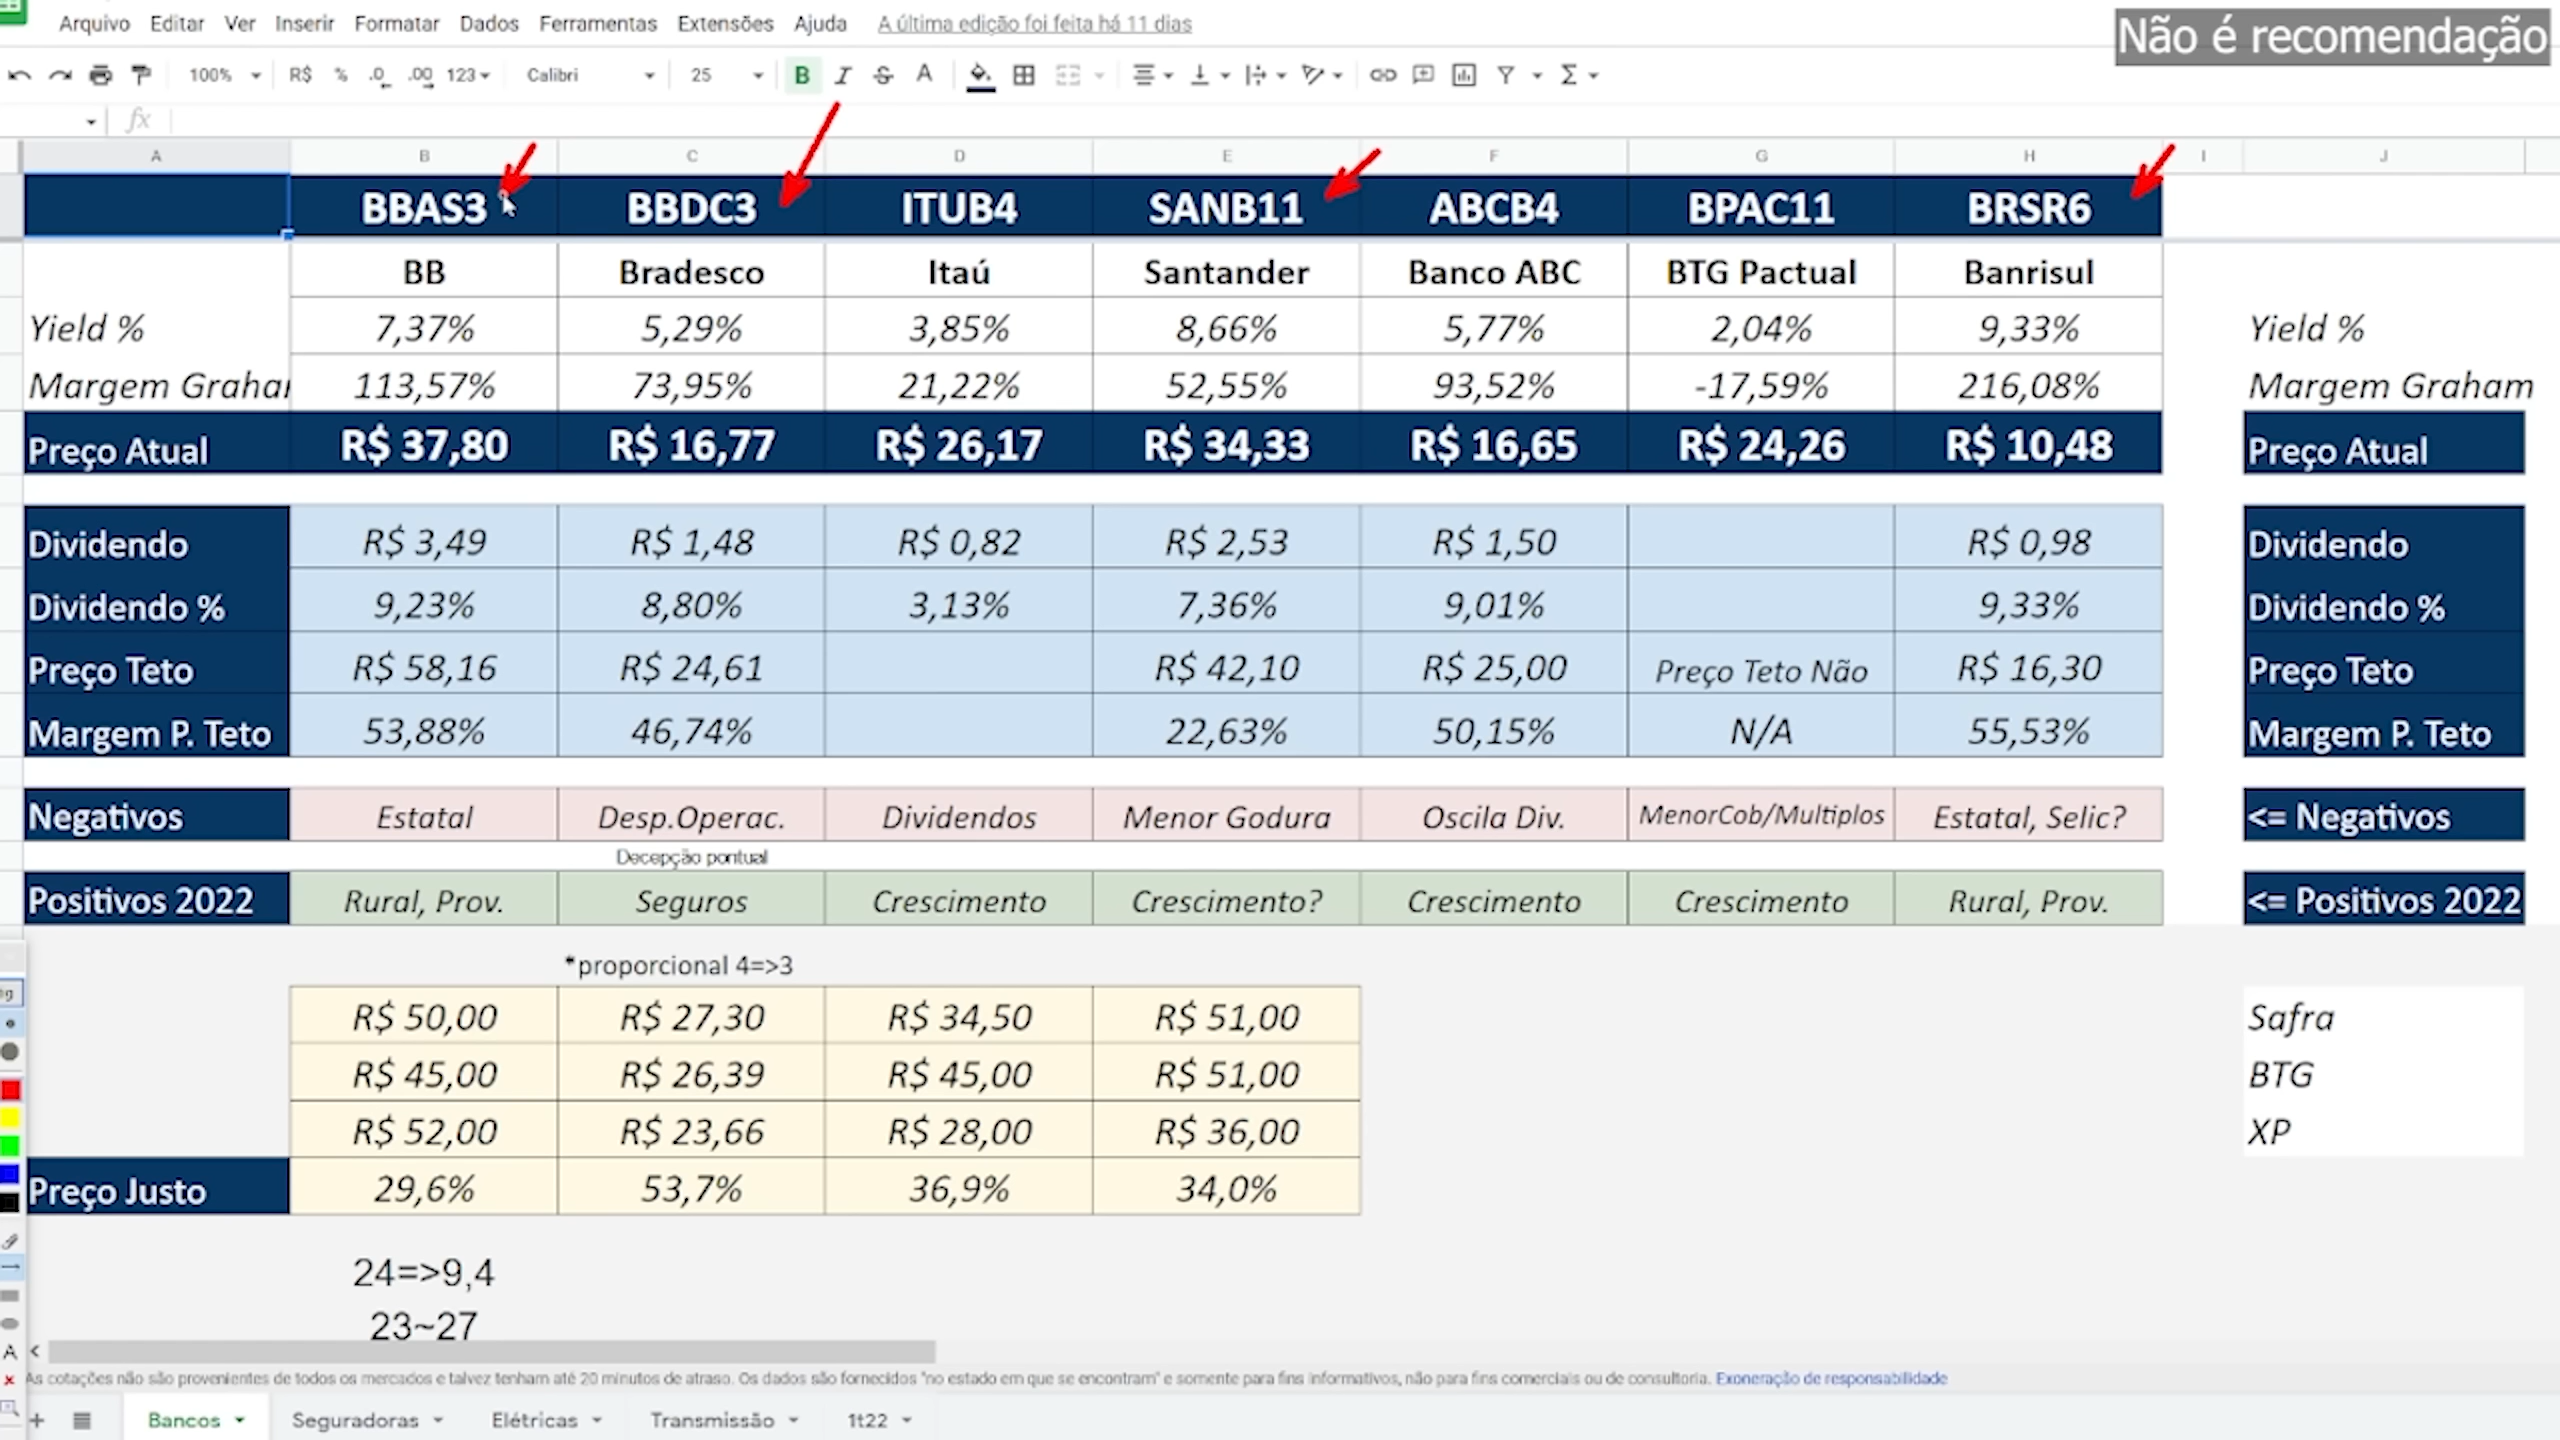 Arquivo Editar Ver Inserir Formatar Dados Ferramentas Extensões Ajuda A última edição foi feita há 11 dias
Não é recomendação
100% R$ % .0 .00 123 Calibri 25 B I S A Σ
fx
A B C D E F G H I J
BBAS3 BBDC3 ITUB4 SANB11 ABCB4 BPAC11 BRSR6
BB Bradesco Itaú Santander Banco ABC BTG Pactual Banrisul
Yield % 7,37% 5,29% 3,85% 8,66% 5,77% 2,04% 9,33% Yield %
Margem Graham 113,57% 73,95% 21,22% 52,55% 93,52% -17,59% 216,08% Margem Graham
Preço Atual R$ 37,80 R$ 16,77 R$ 26,17 R$ 34,33 R$ 16,65 R$ 24,26 R$ 10,48 Preço Atual
Dividendo R$ 3,49 R$ 1,48 R$ 0,82 R$ 2,53 R$ 1,50 R$ 0,98 Dividendo
Dividendo % 9,23% 8,80% 3,13% 7,36% 9,01% 9,33% Dividendo %
Preço Teto R$ 58,16 R$ 24,61 R$ 42,10 R$ 25,00 Preço Teto Não R$ 16,30 Preço Teto
Margem P. Teto 53,88% 46,74% 22,63% 50,15% N/A 55,53% Margem P. Teto
Negativos Estatal Desp.Operac. Dividendos Menor Godura Oscila Div. MenorCob/Multiplos Estatal, Selic? <= Negativos
Decepção pontual
Positivos 2022 Rural, Prov. Seguros Crescimento Crescimento? Crescimento Crescimento Rural, Prov. <= Positivos 2022
*proporcional 4=>3
R$ 50,00 R$ 27,30 R$ 34,50 R$ 51,00 Safra
R$ 45,00 R$ 26,39 R$ 45,00 R$ 51,00 BTG
R$ 52,00 R$ 23,66 R$ 28,00 R$ 36,00 XP
Preço Justo 29,6% 53,7% 36,9% 34,0%
24=>9,4
23~27
As cotações não são provenientes de todos os mercados e talvez tenham até 20 minutos de atraso. Os dados são fornecidos "no estado em que se encontram" e somente para fins informativos, não para fins comerciais ou de consultoria. Exoneração de responsabilidade
Bancos Seguradoras Elétricas Transmissão 1t22